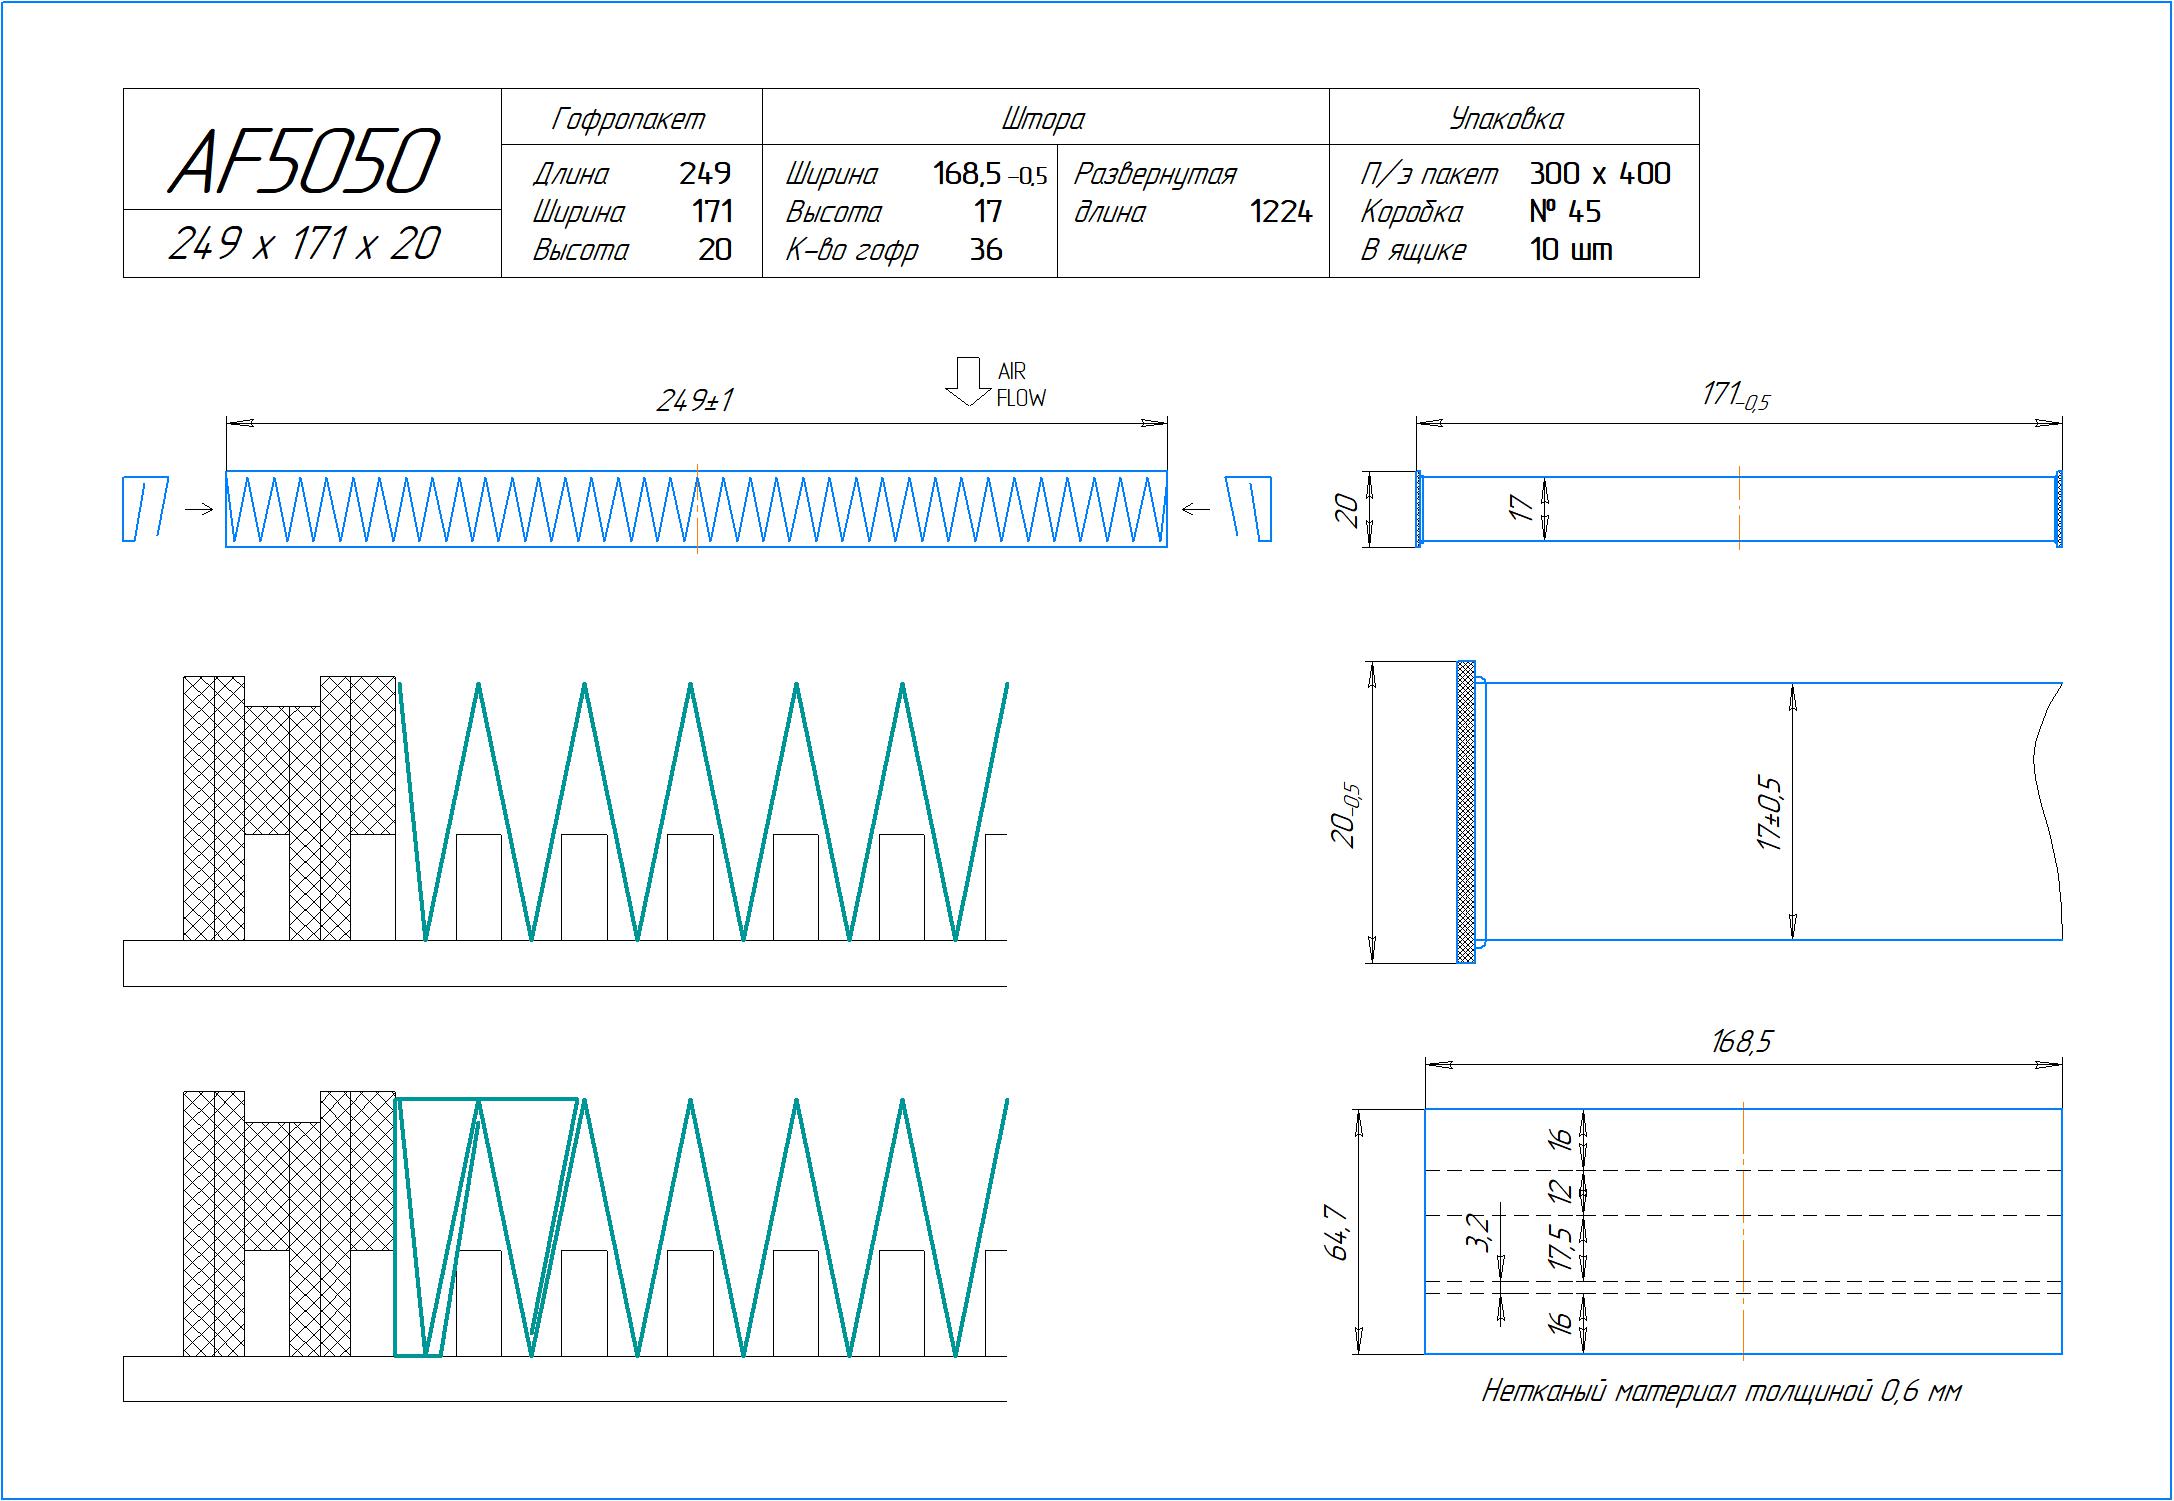 AF5050
249 x 171 x 20
Гофропакет
Длина 249
Ширина 171
Высота 20
Штора
Ширина 168,5 -0,5
Высота 17
К-во гофр 36
Развернутая
длина 1224
Упаковка
П/э пакет 300 x 400
Коробка № 45
В ящике 10 шт
AIR
FLOW
249±1
171-0,5
20
17
20-0,5
17±0,5
168,5
64,7
16
12
17,5
3,2
16
Нетканый материал толщиной 0,6 мм